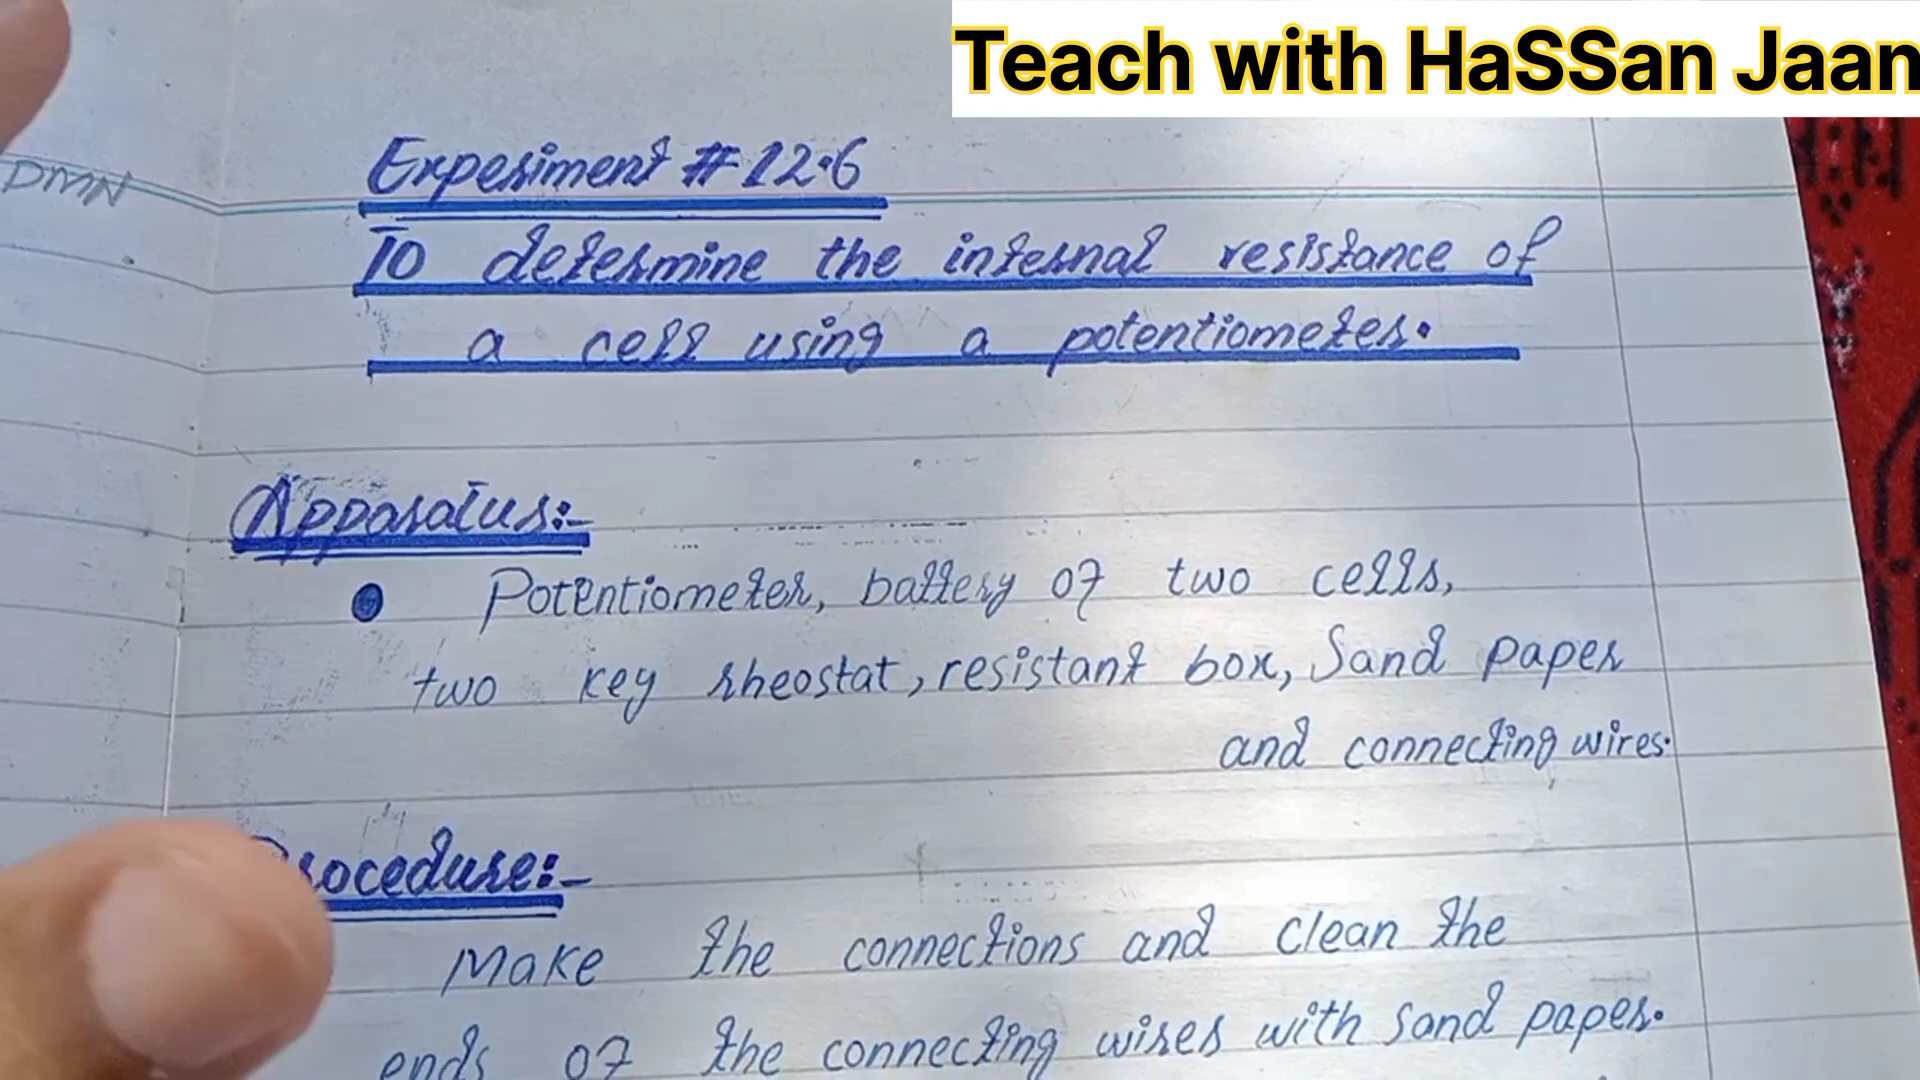 Teach with HaSSan Jaan
DMN
Experiment # 12.6
To determine the internal resistance of
a cell using a potentiometer.
Apparatus:-
• Potentiometer, battery of two cells,
two key rheostat, resistant box, Sand paper
and connecting wires.
Procedure:-
Make the connections and clean the
ends of the connecting wires with sand paper.